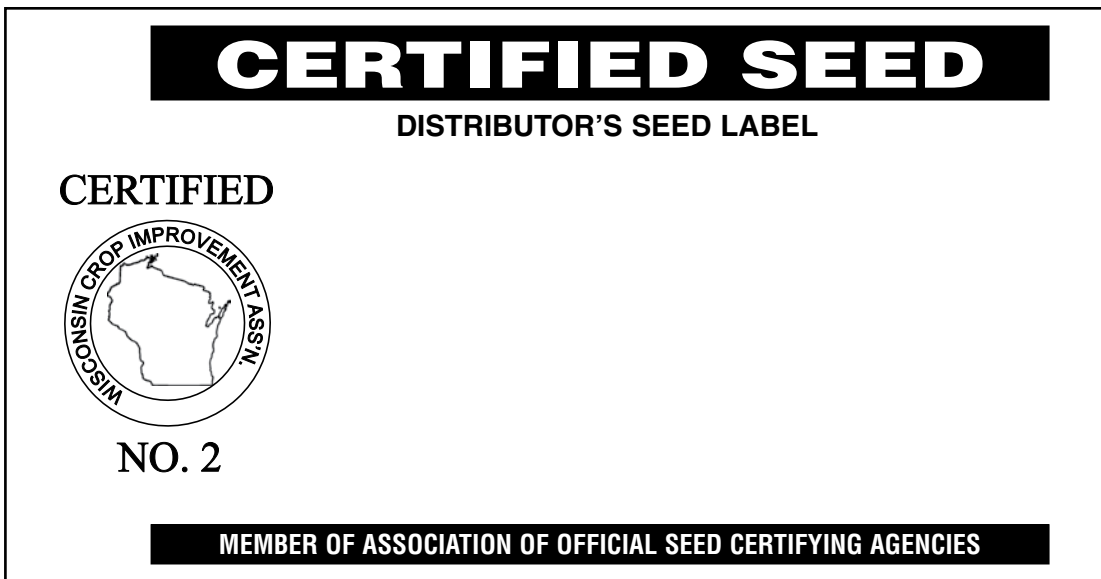 CERTIFIED SEED
DISTRIBUTOR'S SEED LABEL
CERTIFIED
WISCONSIN CROP IMPROVEMENT ASS'N.
NO. 2
MEMBER OF ASSOCIATION OF OFFICIAL SEED CERTIFYING AGENCIES